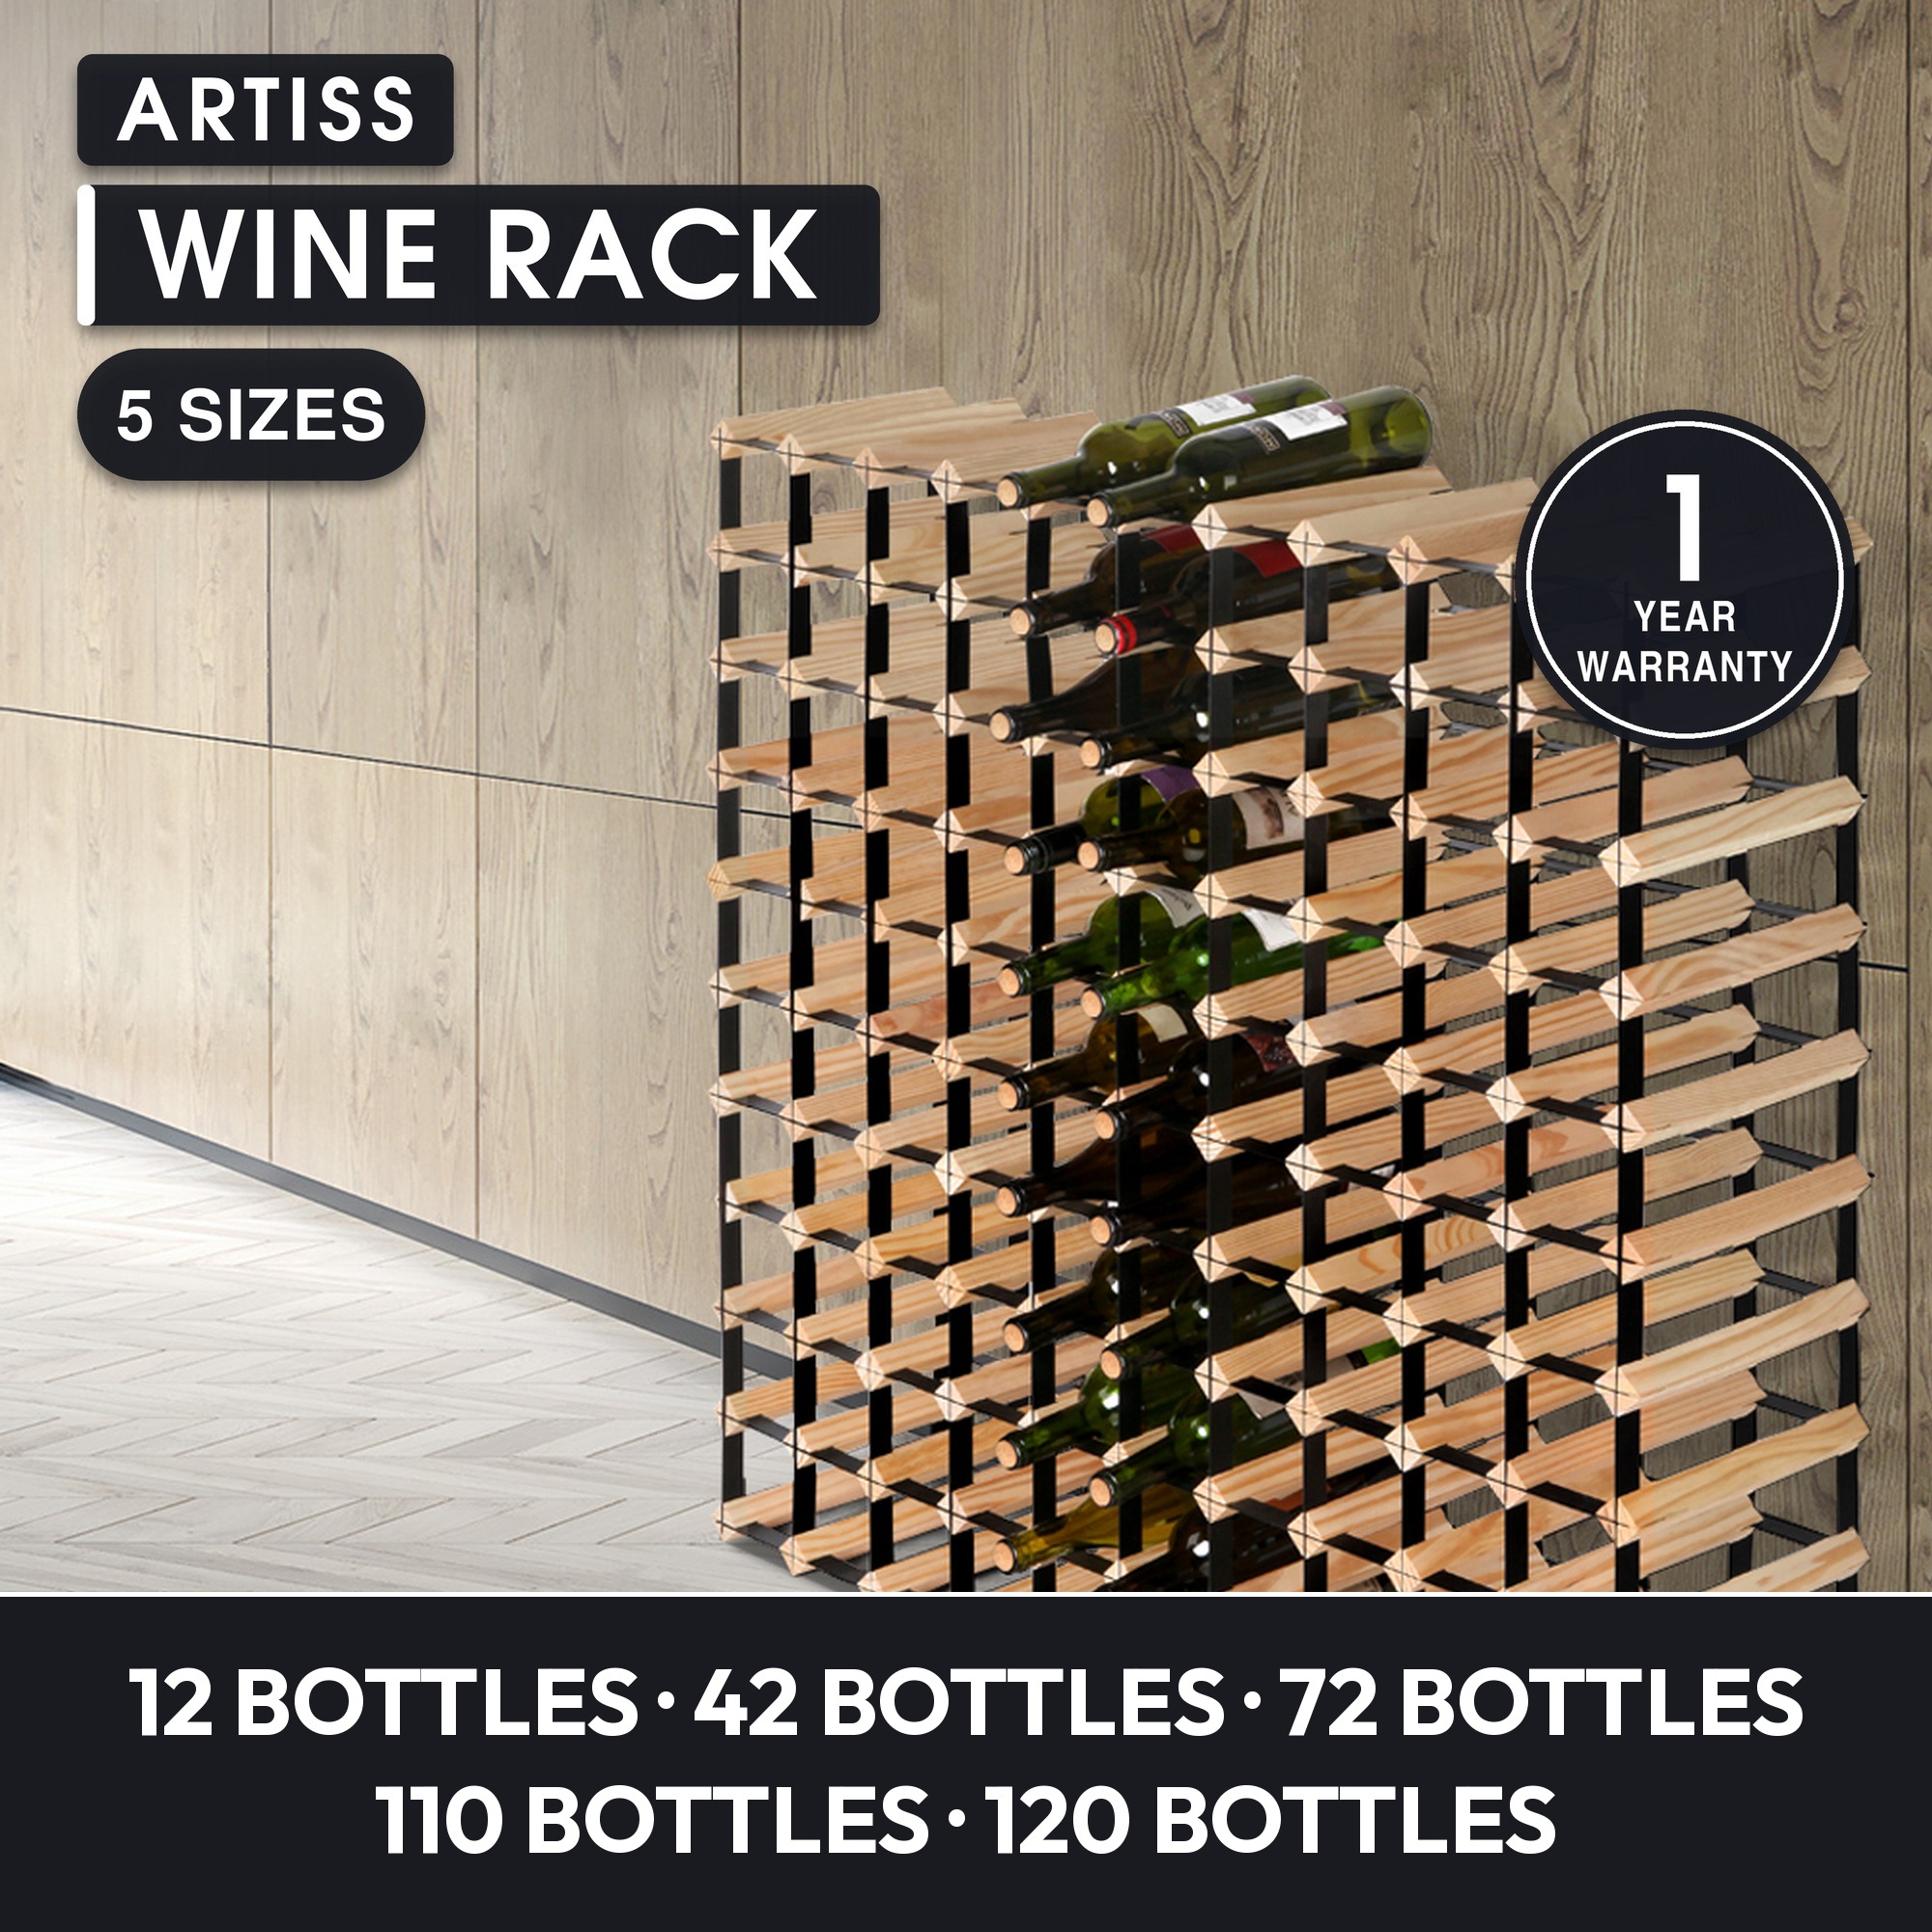 ARTISS
WINE RACK
5 SIZES
1
YEAR
WARRANTY
12 BOTTLES · 42 BOTTLES · 72 BOTTLES
110 BOTTLES · 120 BOTTLES